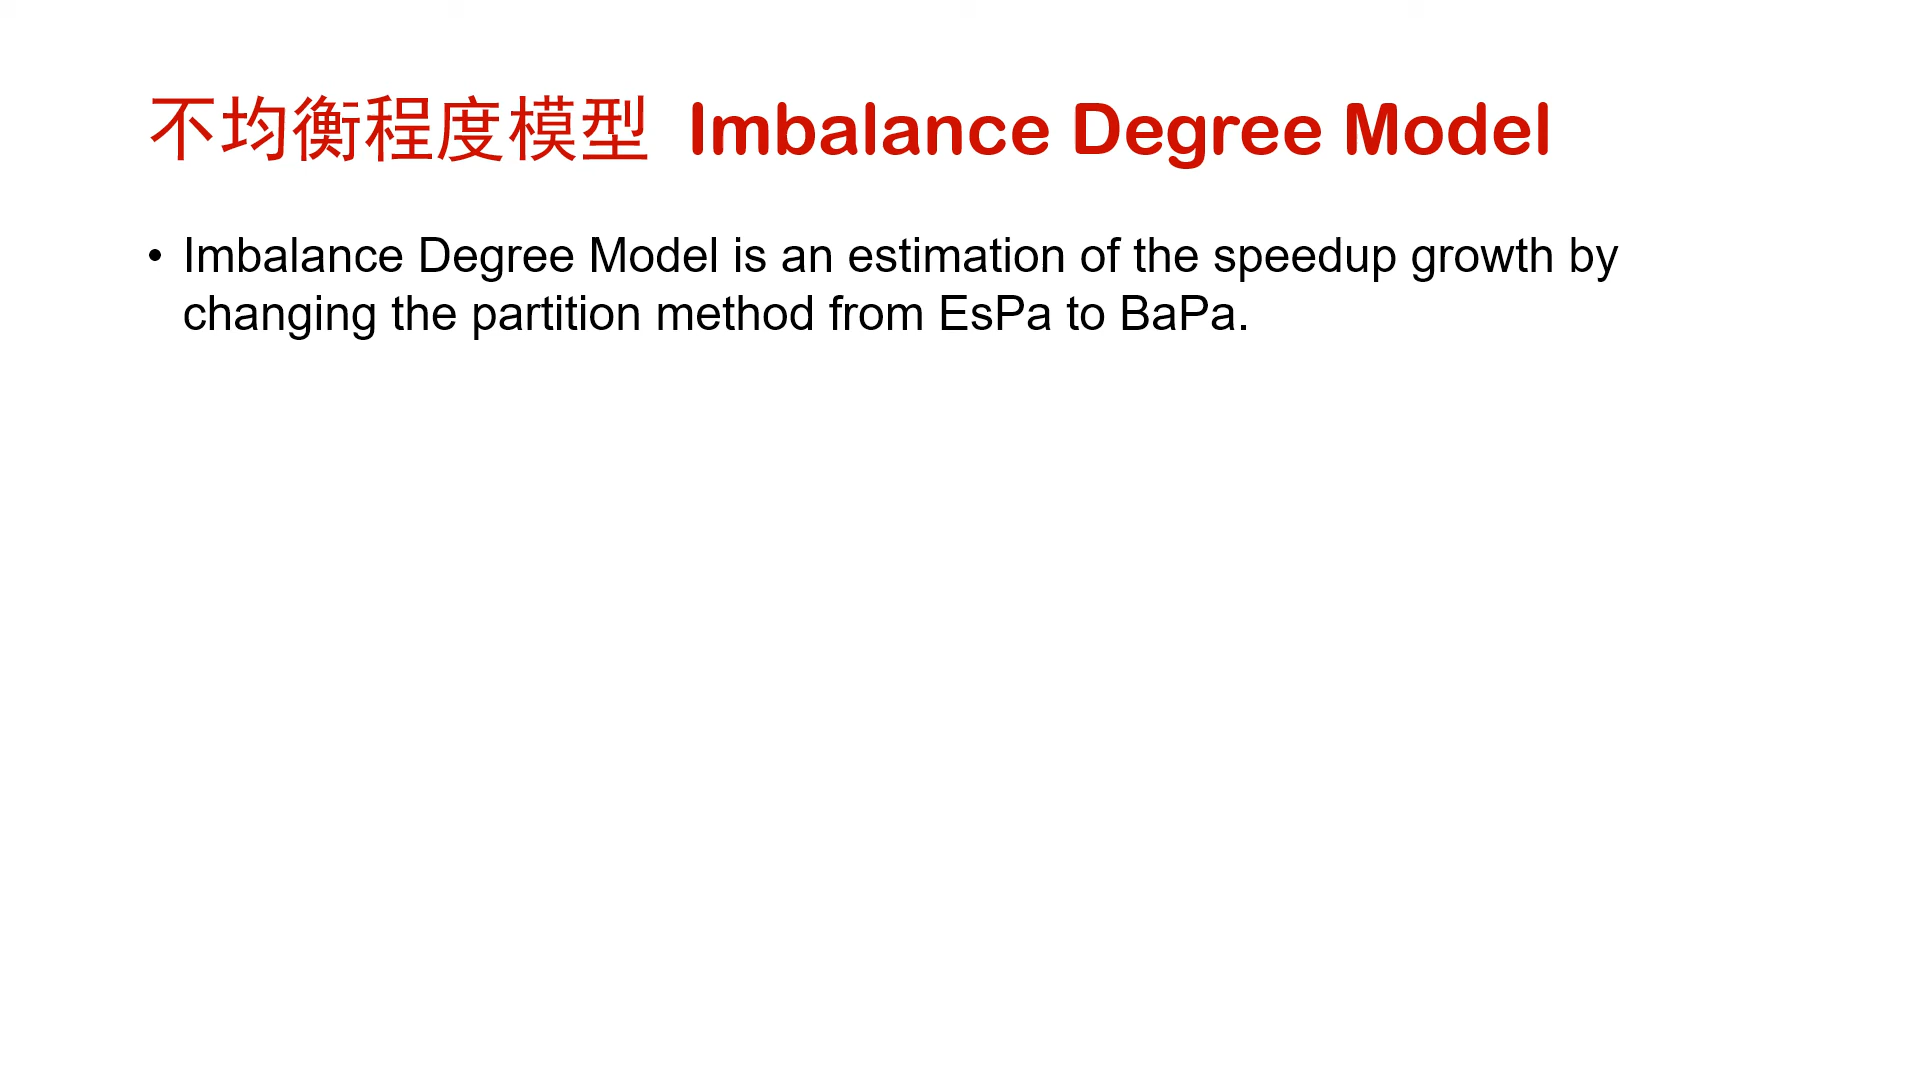 不均衡程度模型 Imbalance Degree Model
• Imbalance Degree Model is an estimation of the speedup growth by
changing the partition method from EsPa to BaPa.